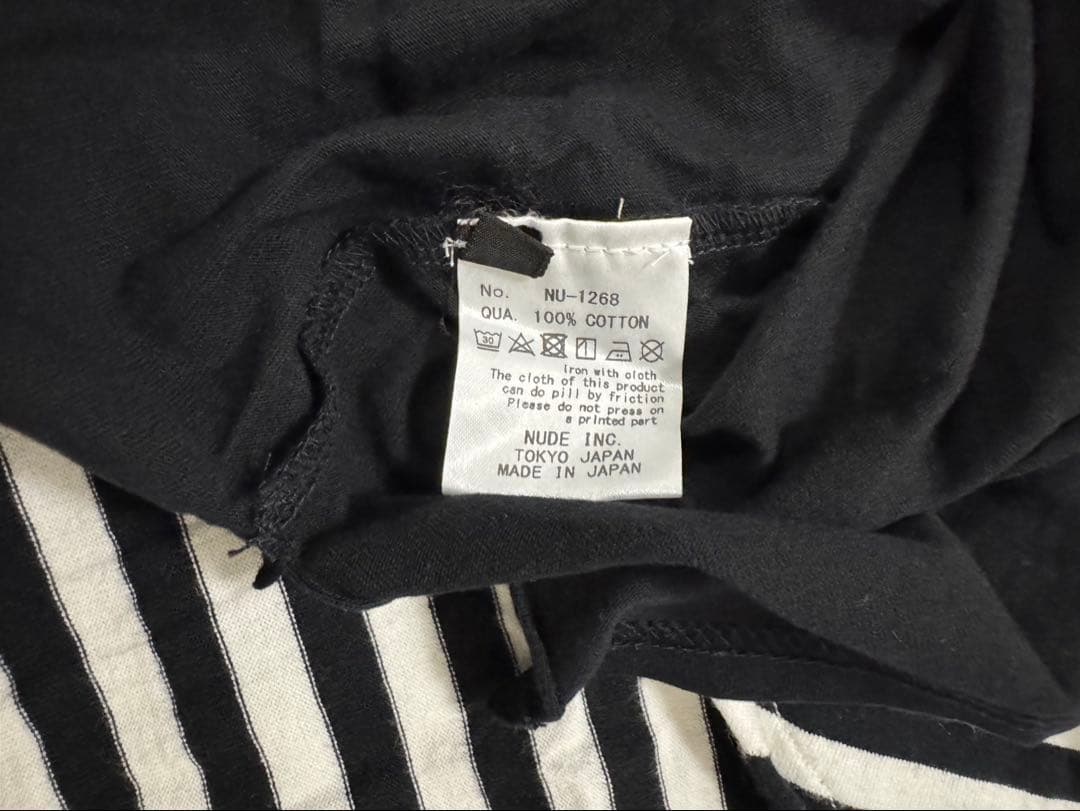 No. NU-1268
QUA. 100% COTTON
30
Iron with cloth
The cloth of this product
can do pill by friction
Please do not press on
a printed part
NUDE INC.
TOKYO JAPAN
MADE IN JAPAN